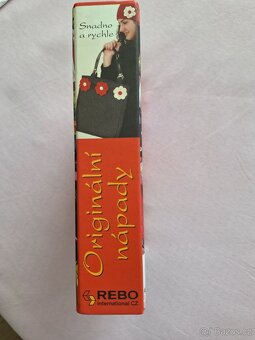 Snadno
a rychle
Originální
nápady
REBO
international CZ